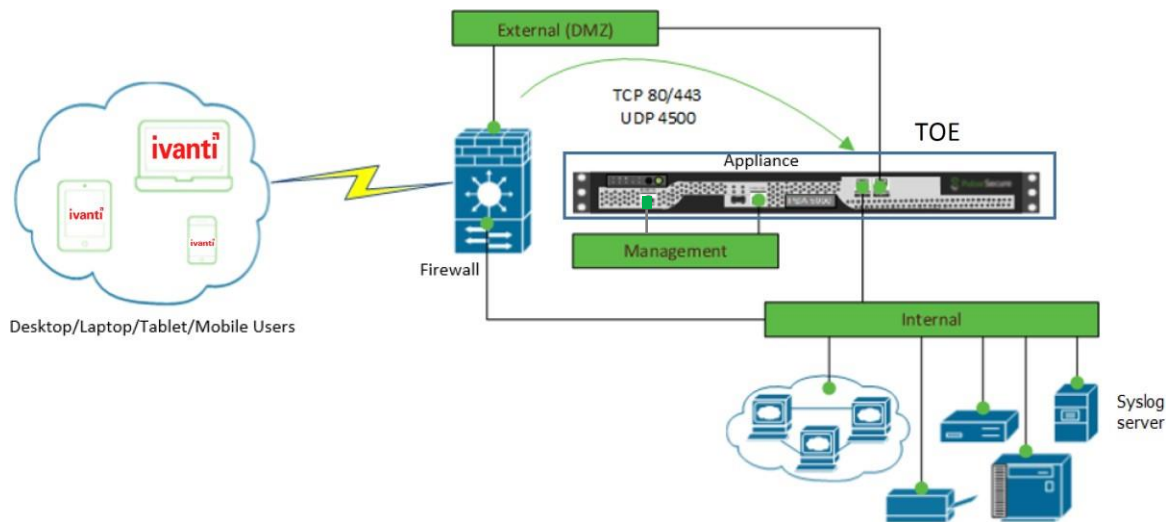 External (DMZ)
TCP 80/443
UDP 4500
TOE
Appliance
PulseSecure
ivanti
ivanti
ivanti
Management
Firewall
Desktop/Laptop/Tablet/Mobile Users
Internal
Syslog
server